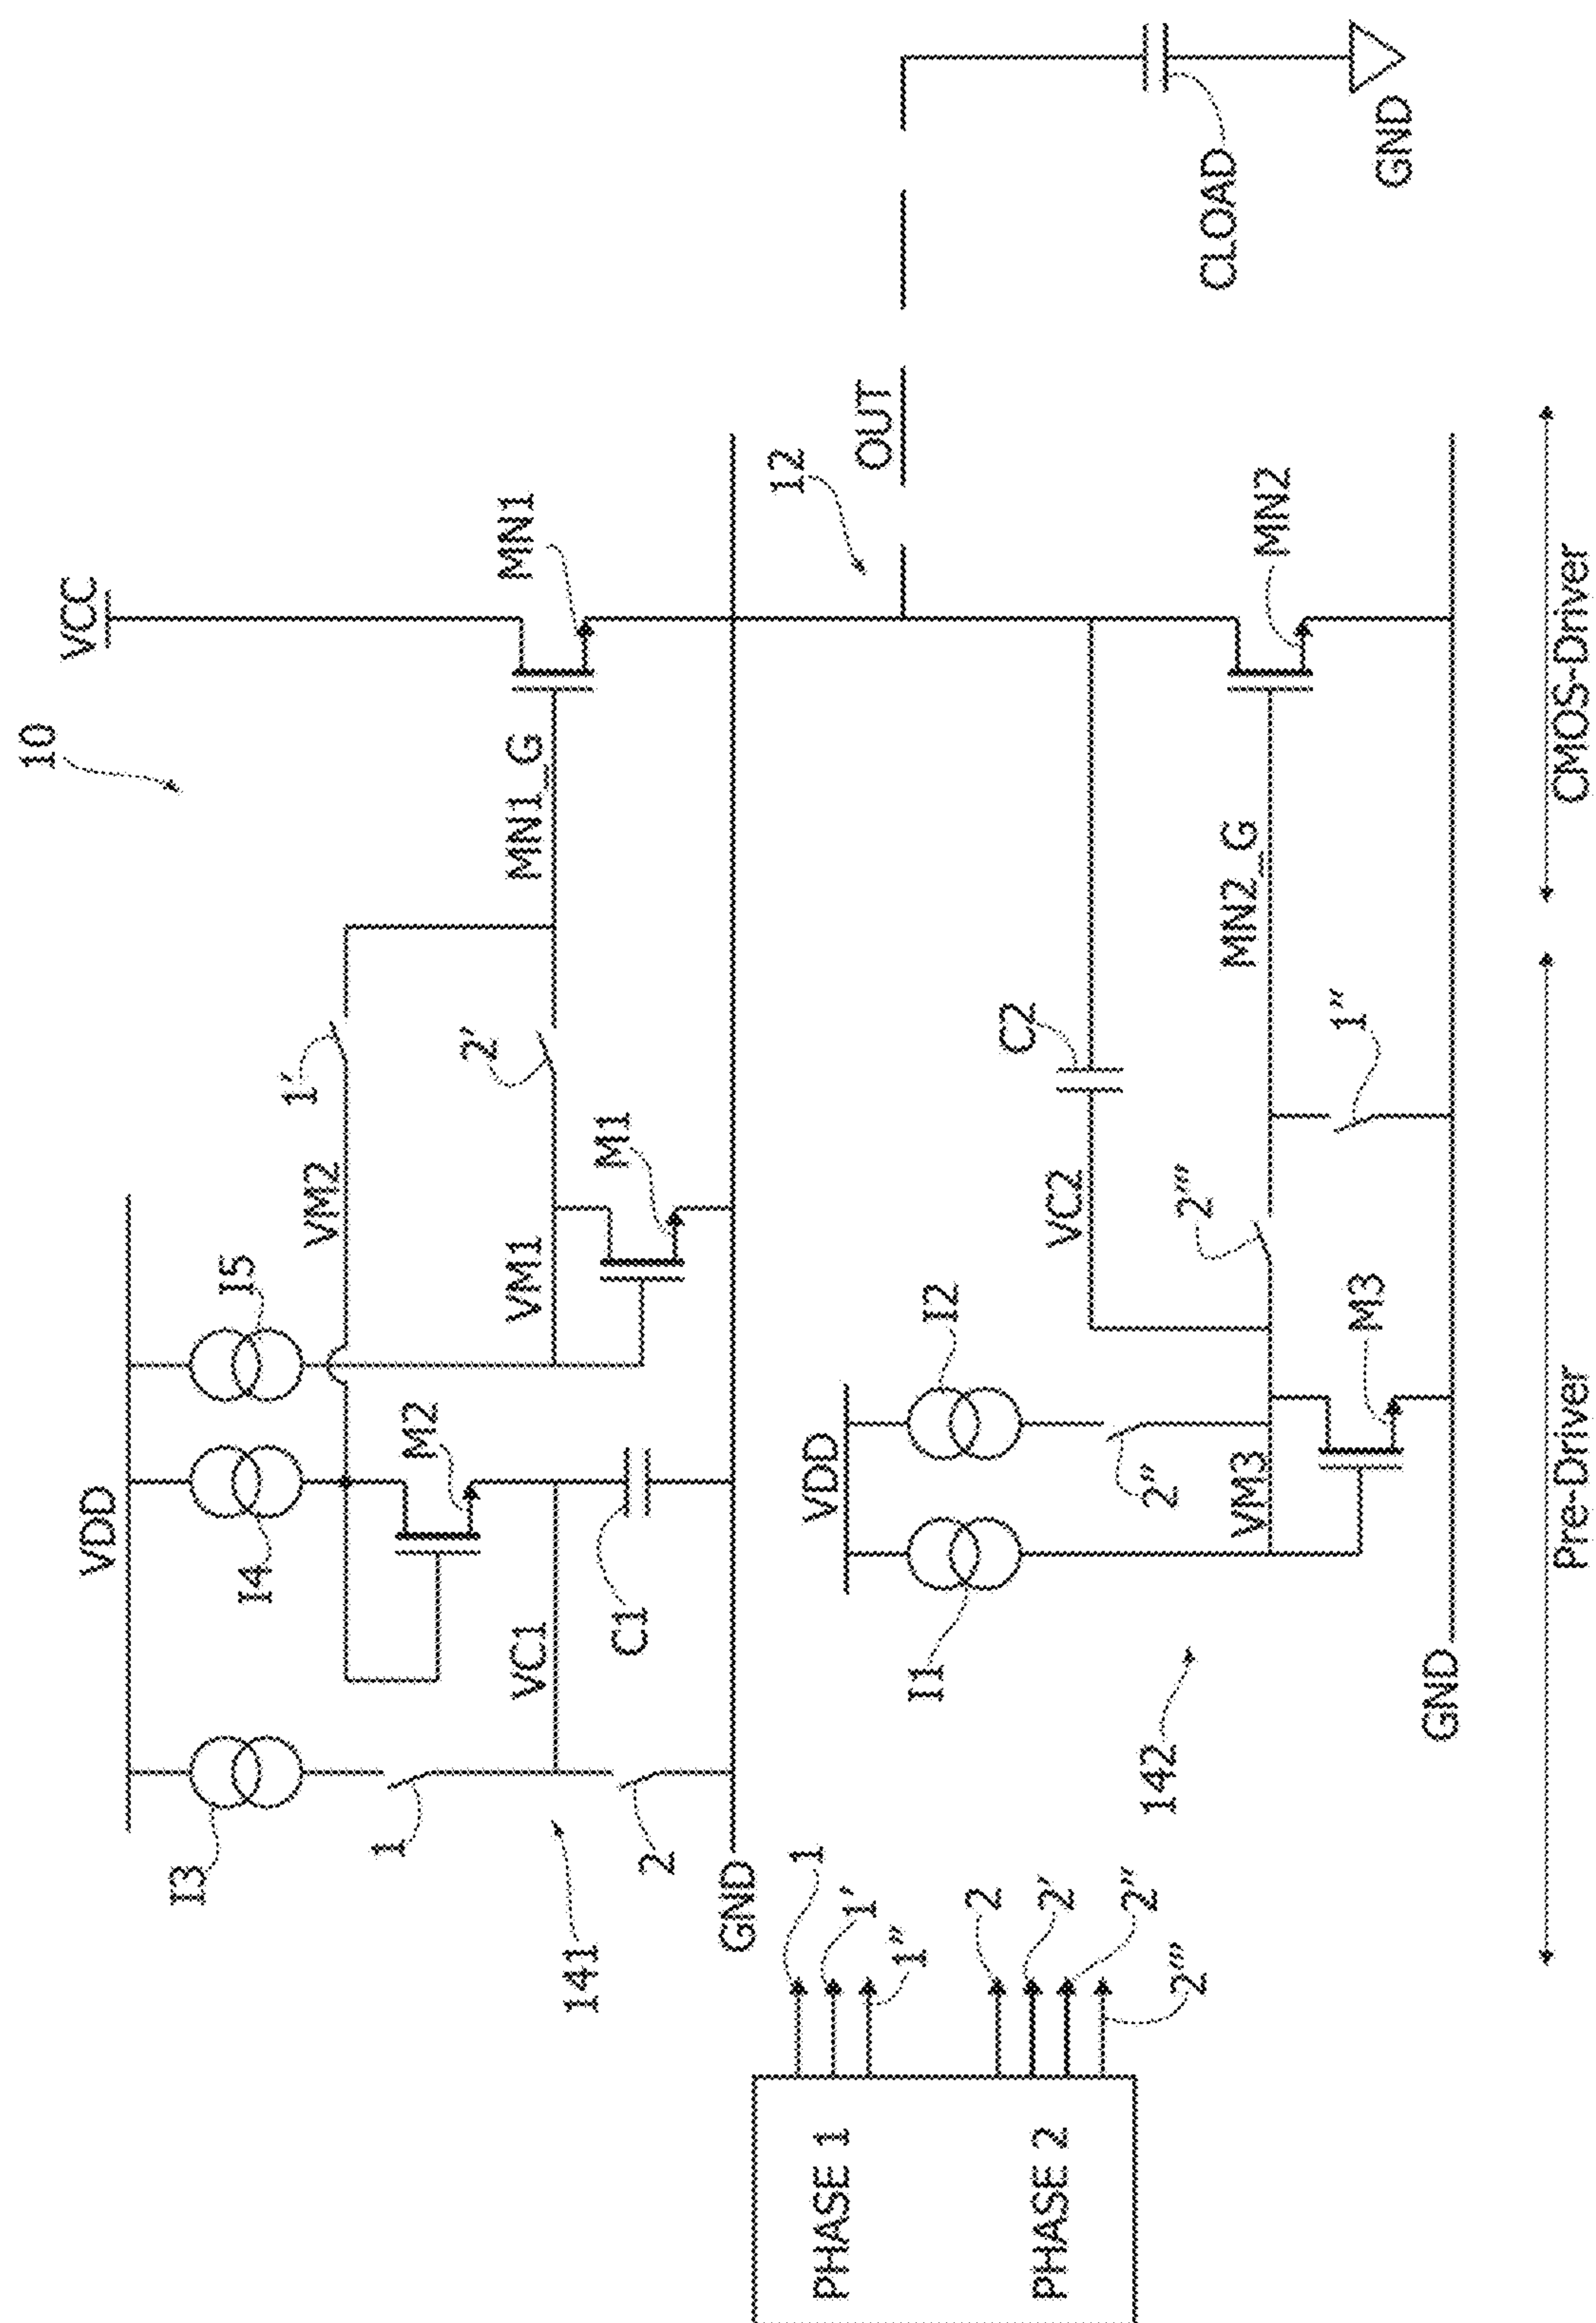 10
VCC
VDD
I3
I4
I5
VM2
1'
M2
1
VC1
C1
2
VM1
2'
M1
MN1_G
MN1
141
GND
12
OUT
CLOAD
GND
PHASE 1
PHASE 2
1
1'
1"
2
2'
2"
2'''
VDD
I1
I2
2"
VM3
M3
VC2
C2
2'''
1"
MN2_G
MN2
142
GND
Pre-Driver
CMOS-Driver